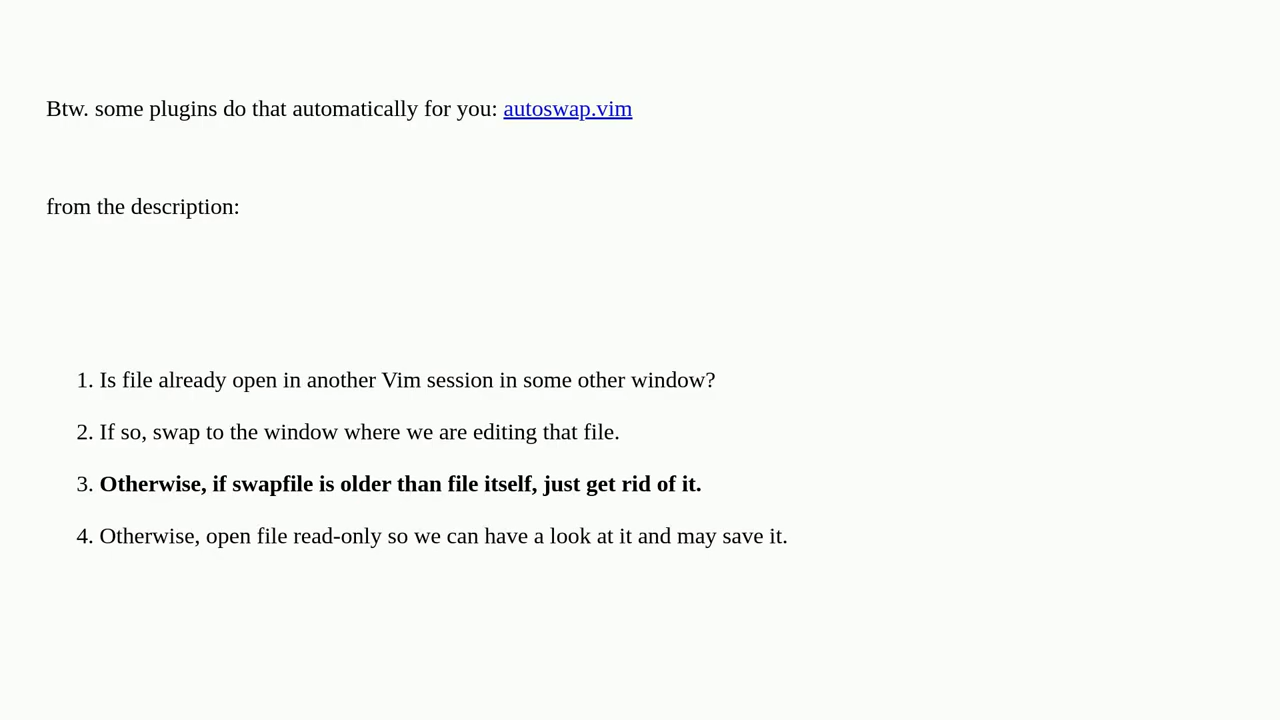 Btw. some plugins do that automatically for you: autoswap.vim
from the description:
1. Is file already open in another Vim session in some other window?
2. If so, swap to the window where we are editing that file.
3. Otherwise, if swapfile is older than file itself, just get rid of it.
4. Otherwise, open file read-only so we can have a look at it and may save it.